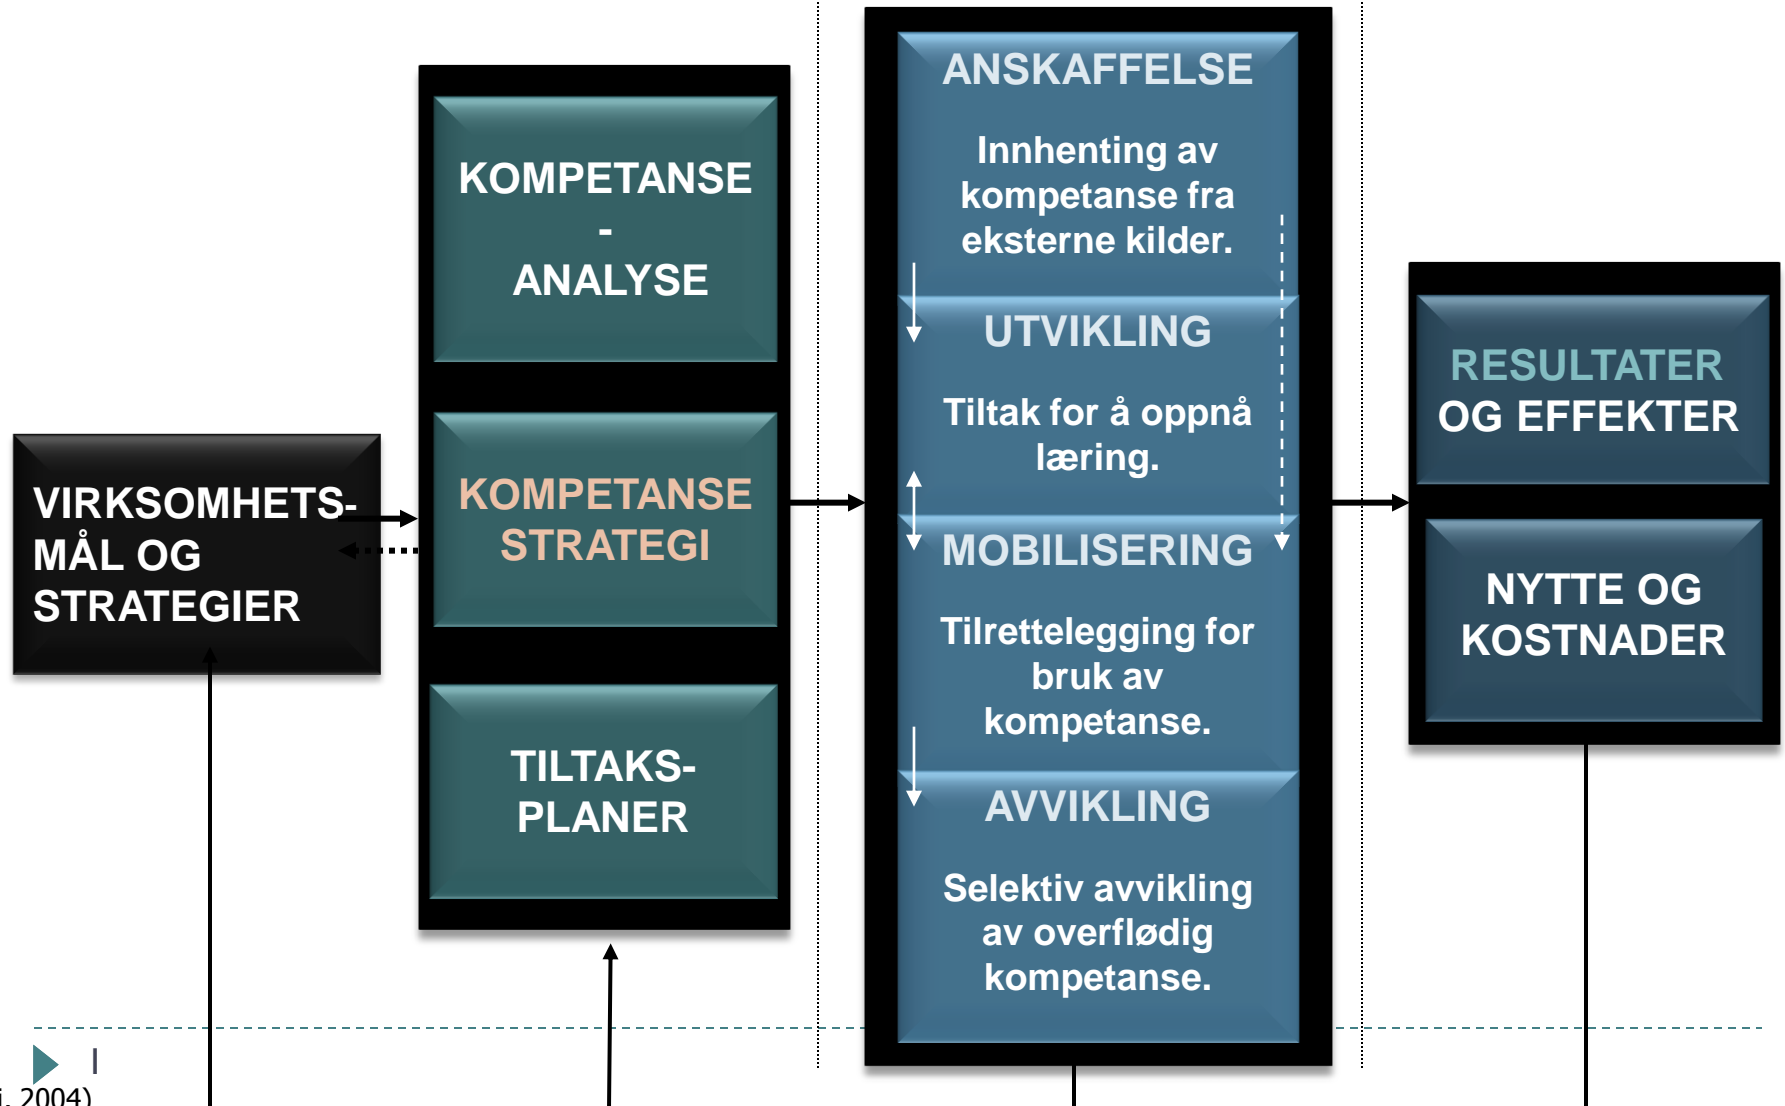 VIRKSOMHETS-
MÅL OG
STRATEGIER
KOMPETANSE
-
ANALYSE
KOMPETANSE
STRATEGI
TILTAKS-
PLANER
ANSKAFFELSE
Innhenting av
kompetanse fra
eksterne kilder.
UTVIKLING
Tiltak for å oppnå
læring.
MOBILISERING
Tilrettelegging for
bruk av
kompetanse.
AVVIKLING
Selektiv avvikling
av overflødig
kompetanse.
RESULTATER
OG EFFEKTER
NYTTE OG
KOSTNADER
i, 2004)